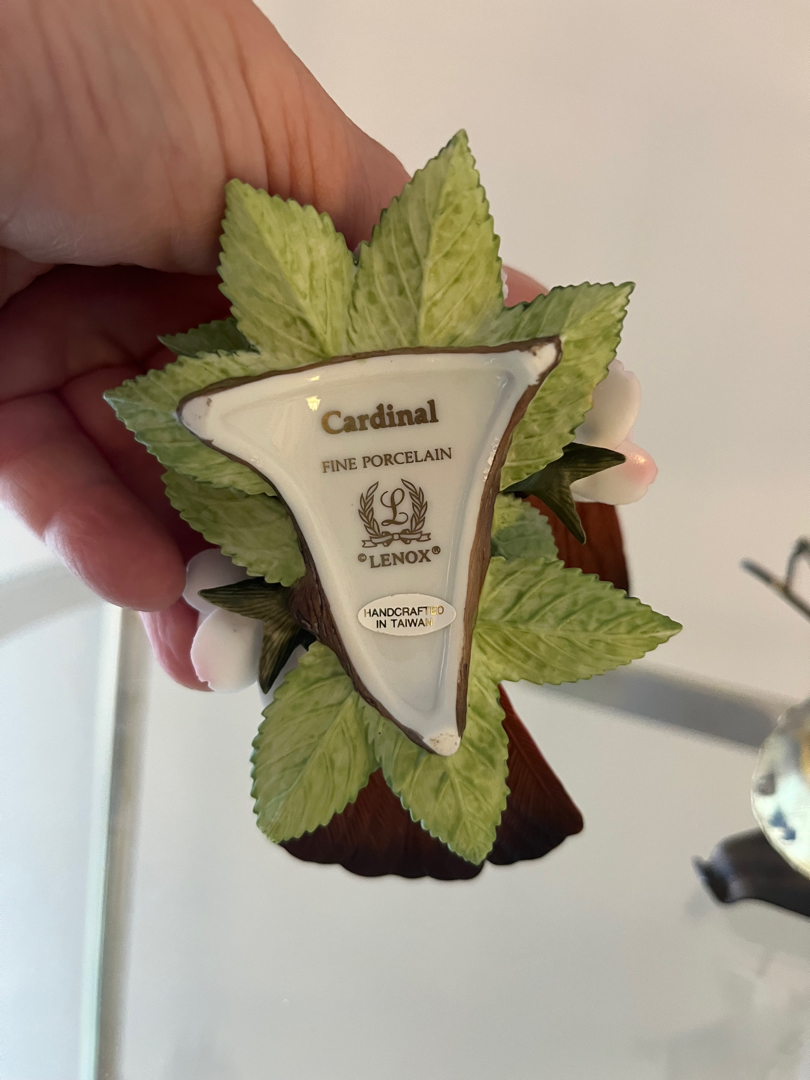 Cardinal
FINE PORCELAIN
L
©LENOX®
HANDCRAFTED
IN TAIWAN